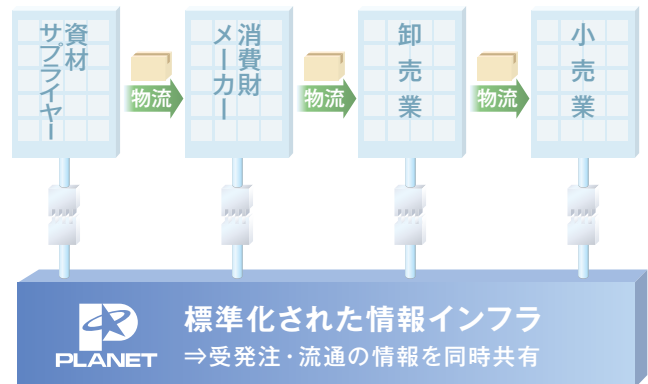 資材
サプライヤー
物流
消費財
メーカー
物流
卸売業
物流
小売業
PLANET
標準化された情報インフラ
⇒受発注・流通の情報を同時共有